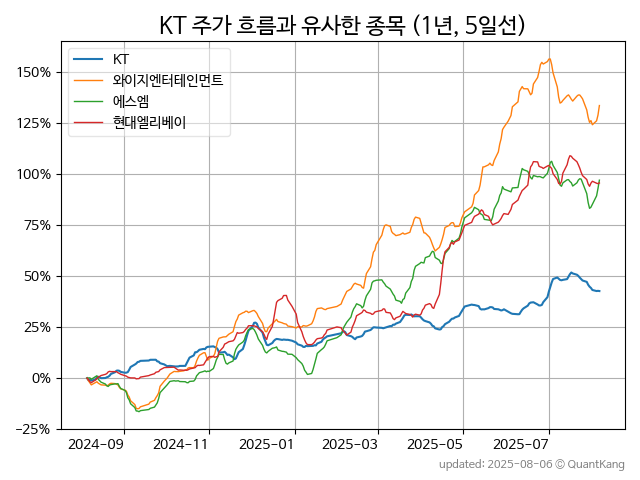 KT 주가 흐름과 유사한 종목 (1년, 5일선)
KT
와이지엔터테인먼트
에스엠
현대엘리베이
150%
125%
100%
75%
50%
25%
0%
−25%
2024-09 2024-11 2025-01 2025-03 2025-05 2025-07
updated: 2025-08-06 © QuantKang